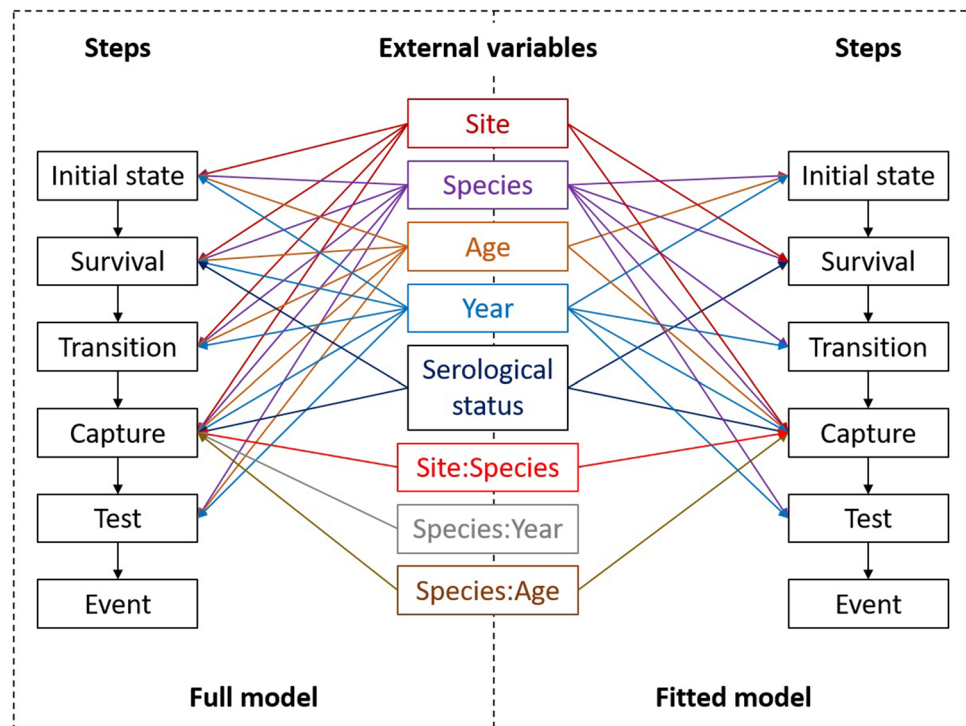 Steps
External variables
Steps
Site
Species
Age
Year
Serological
status
Site:Species
Species:Year
Species:Age
Initial state
Survival
Transition
Capture
Test
Event
Initial state
Survival
Transition
Capture
Test
Event
Full model
Fitted model